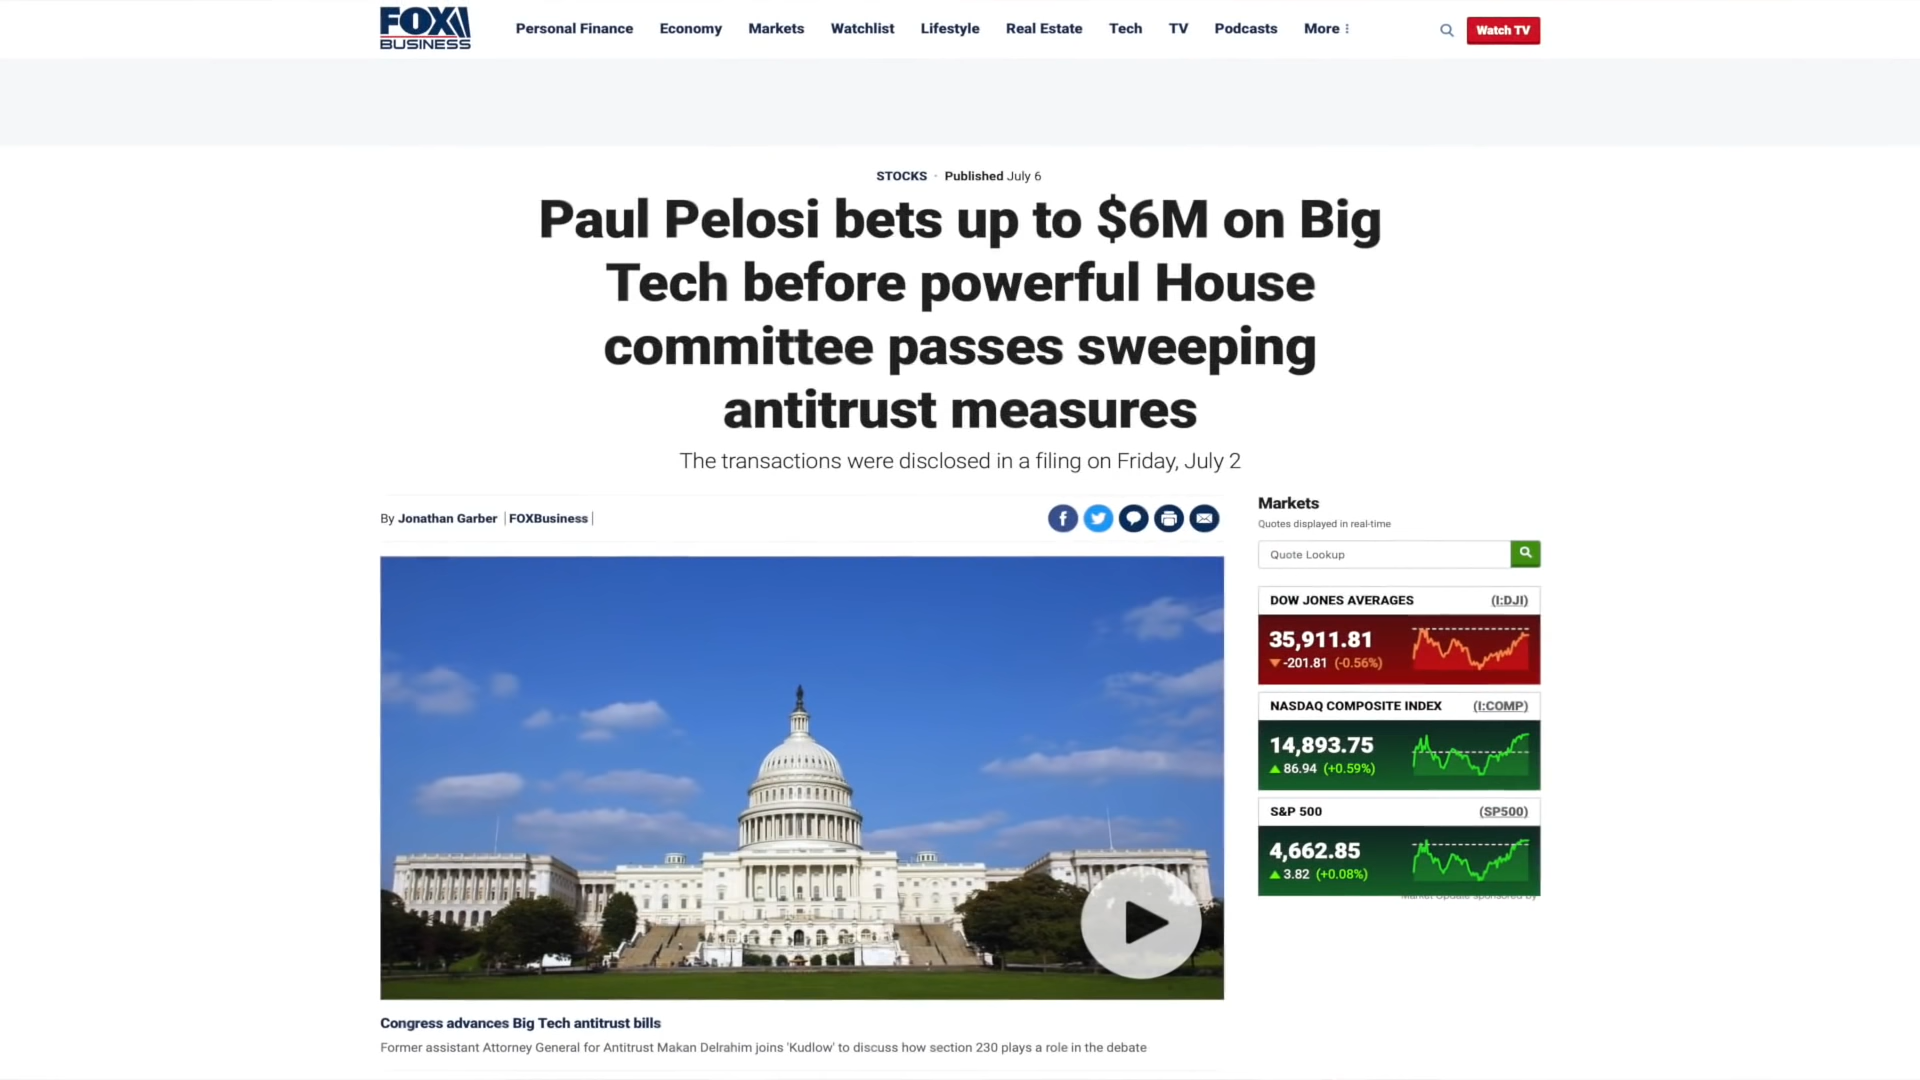 FOX
BUSINESS
Personal Finance Economy Markets Watchlist Lifestyle Real Estate Tech TV Podcasts More
Watch TV
STOCKS · Published July 6
Paul Pelosi bets up to $6M on Big
Tech before powerful House
committee passes sweeping
antitrust measures
The transactions were disclosed in a filing on Friday, July 2
By Jonathan Garber | FOXBusiness |
Markets
Quotes displayed in real-time
Quote Lookup
DOW JONES AVERAGES (I:DJI)
35,911.81
-201.81 (-0.56%)
NASDAQ COMPOSITE INDEX (I:COMP)
14,893.75
86.94 (+0.59%)
S&P 500 (SP500)
4,662.85
3.82 (+0.08%)
Market Update sponsored by
Congress advances Big Tech antitrust bills
Former assistant Attorney General for Antitrust Makan Delrahim joins 'Kudlow' to discuss how section 230 plays a role in the debate